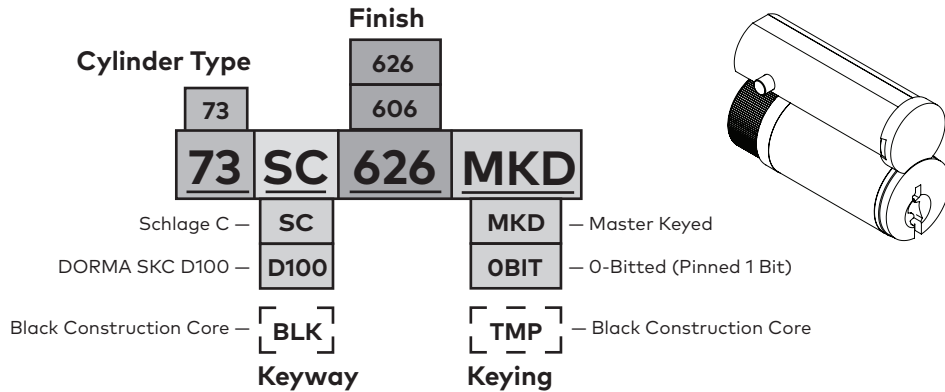 Finish
626
Cylinder Type
73
606
73 SC 626 MKD
Schlage C — SC
MKD — Master Keyed
DORMA SKC D100 — D100
0BIT — 0-Bitted (Pinned 1 Bit)
Black Construction Core — BLK
TMP — Black Construction Core
Keyway
Keying